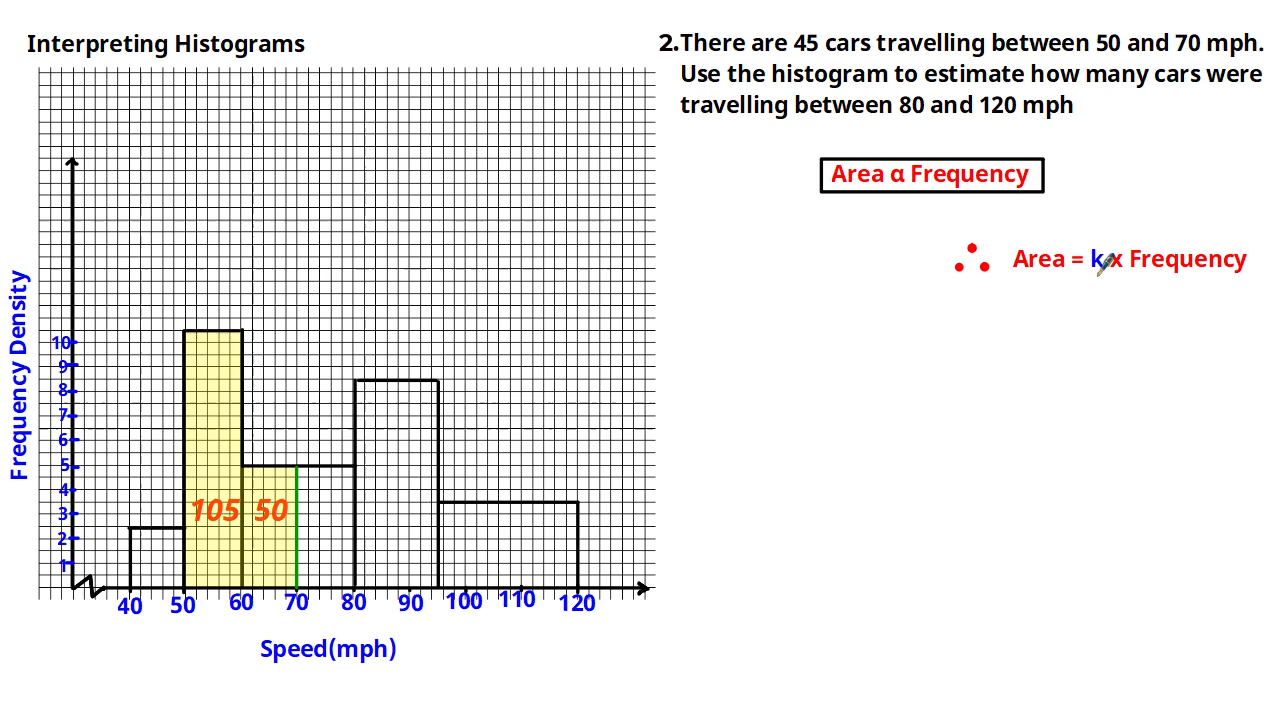 Interpreting Histograms
2.There are 45 cars travelling between 50 and 70 mph.
Use the histogram to estimate how many cars were
travelling between 80 and 120 mph
Area α Frequency
∴ Area = k x Frequency
Frequency Density
10
9
8
7
6
5
4
3
2
1
105 50
40 50 60 70 80 90 100 110 120
Speed(mph)